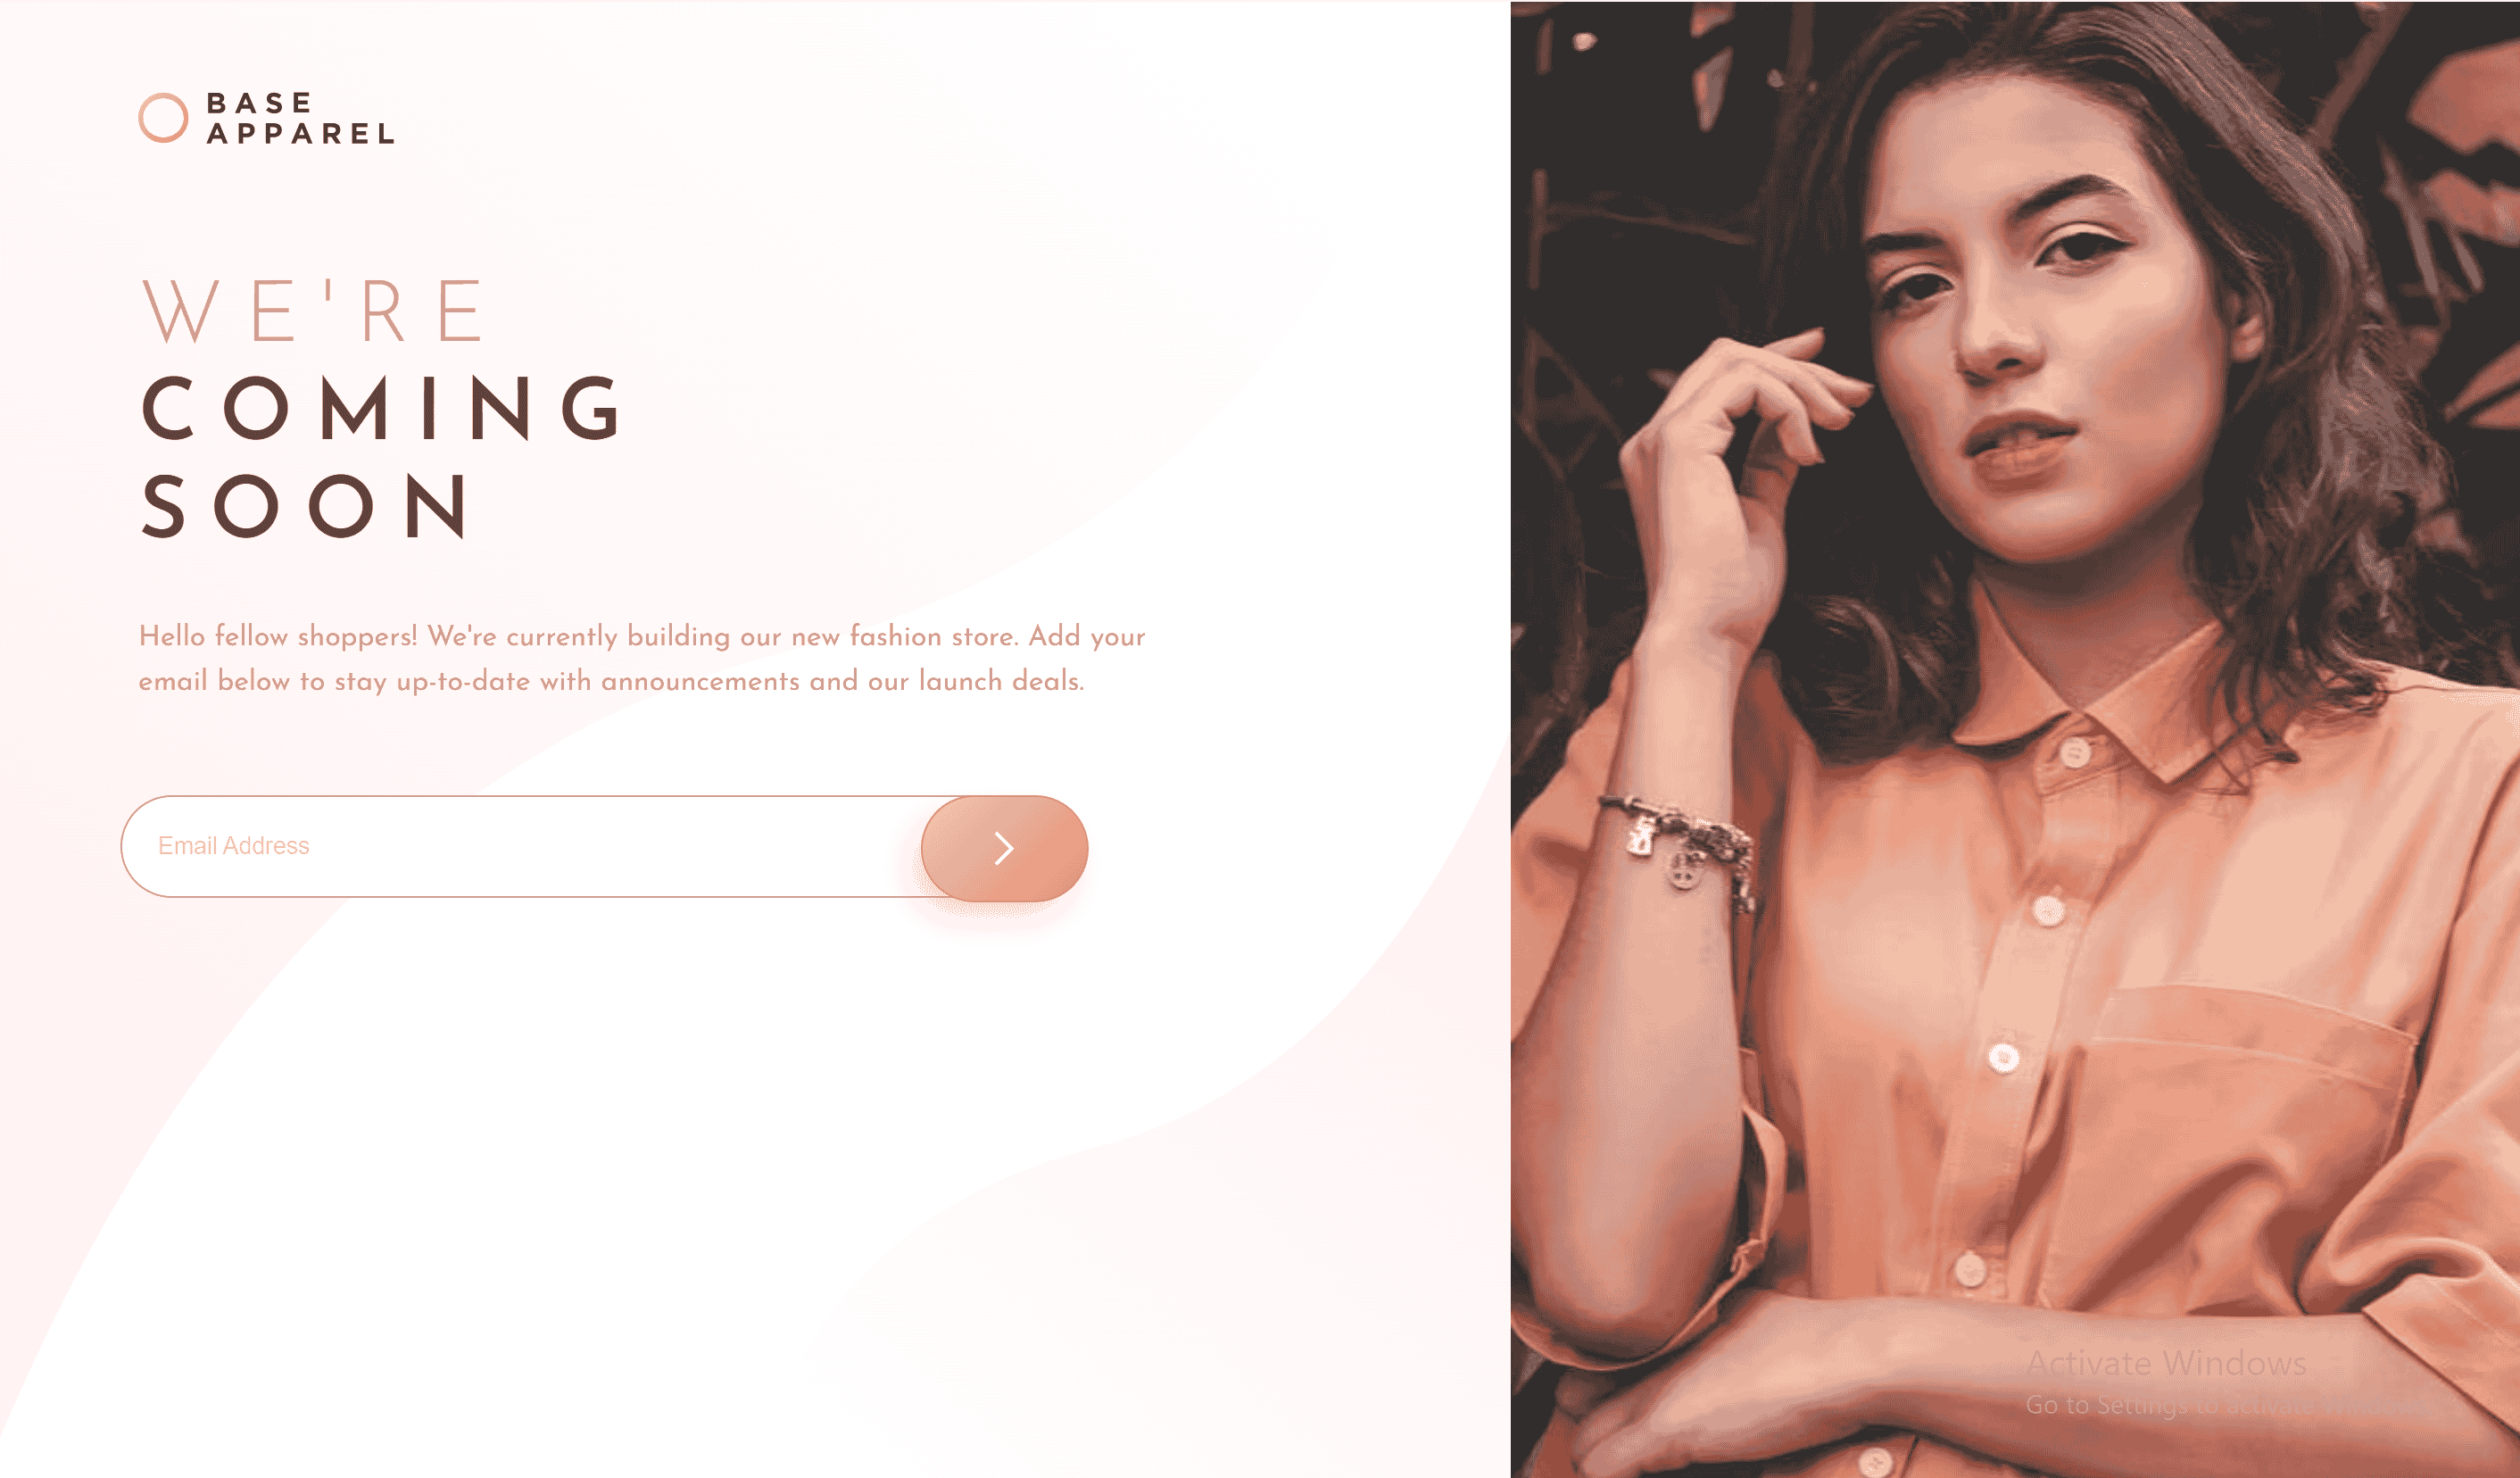 BASE
APPAREL
WE'RE
COMING
SOON
Hello fellow shoppers! We're currently building our new fashion store. Add your
email below to stay up-to-date with announcements and our launch deals.
Email Address
Activate Windows
Go to Settings to activate